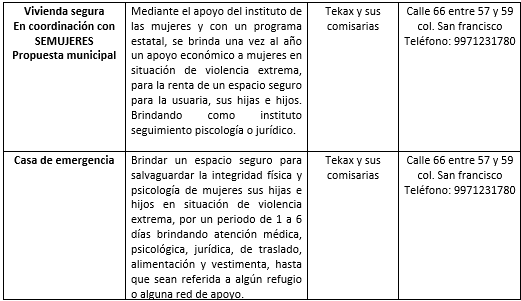 Vivienda segura
En coordinación con
SEMUJERES
Propuesta municipal
Mediante el apoyo del instituto de
las mujeres y con un programa
estatal, se brinda una vez al año
un apoyo económico a mujeres en
situación de violencia extrema,
para la renta de un espacio seguro
para la usuaria, sus hijas e hijos.
Brindando como instituto
seguimiento piscología o jurídico.
Tekax y sus
comisarias
Calle 66 entre 57 y 59
col. San francisco
Teléfono: 9971231780
Casa de emergencia
Brindar un espacio seguro para
salvaguardar la integridad física y
psicología de mujeres sus hijas e
hijos en situación de violencia
extrema, por un periodo de 1 a 6
días brindando atención médica,
psicológica, jurídica, de traslado,
alimentación y vestimenta, hasta
que sean referida a algún refugio
o alguna red de apoyo.
Tekax y sus
comisarias
Calle 66 entre 57 y 59
col. San francisco
Teléfono: 9971231780